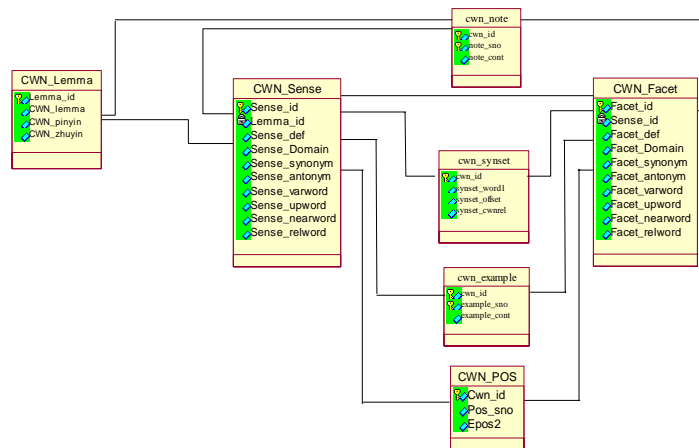 cwn_note
cwn_id
note_sno
note_cont
CWN_Lemma
Lemma_id
CWN_lemma
CWN_pinyin
CWN_zhuyin
CWN_Sense
Sense_id
Lemma_id
Sense_def
Sense_Domain
Sense_synonym
Sense_antonym
Sense_varword
Sense_upword
Sense_nearword
Sense_relword
CWN_Facet
Facet_id
Sense_id
Facet_def
Facet_Domain
Facet_synonym
Facet_antonym
Facet_varword
Facet_upword
Facet_nearword
Facet_relword
cwn_synset
cwn_id
synset_word1
synset_offset
synset_cwnrel
cwn_example
cwn_id
example_sno
example_cont
CWN_POS
Cwn_id
Pos_sno
Epos2